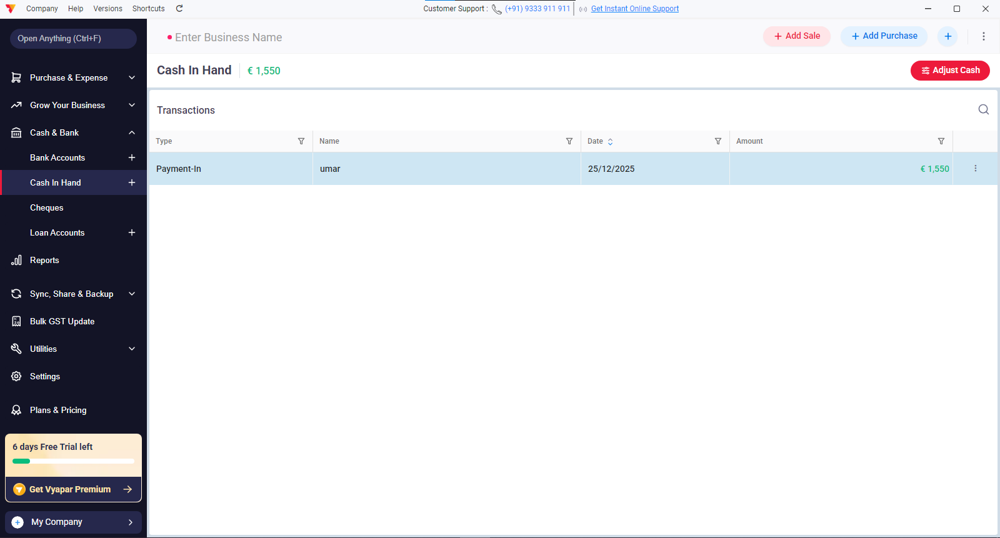 Company Help Versions Shortcuts
Customer Support : (+91) 9333 911 911 Get Instant Online Support
Open Anything (Ctrl+F)
Enter Business Name
Add Sale
Add Purchase
Purchase & Expense
Grow Your Business
Cash & Bank
Bank Accounts
Cash In Hand
Cheques
Loan Accounts
Reports
Sync, Share & Backup
Bulk GST Update
Utilities
Settings
Plans & Pricing
6 days Free Trial left
Get Vyapar Premium
My Company
Cash In Hand € 1,550
Adjust Cash
Transactions
Type Name Date Amount
Payment-In umar 25/12/2025 € 1,550